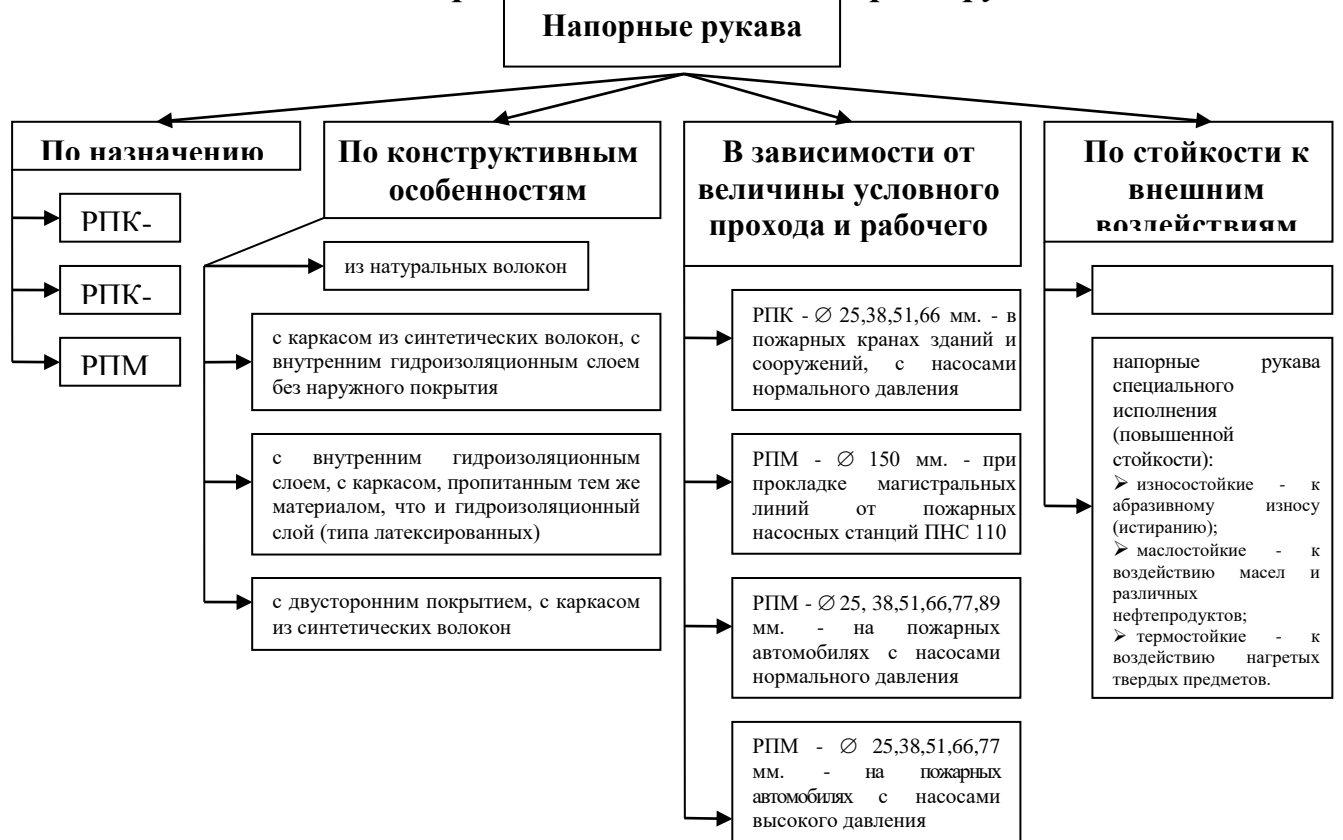 Напорные рукава
По назначению
РПК-
РПК-
РПМ
По конструктивным
особенностям
из натуральных волокон
с каркасом из синтетических волокон, с
внутренним гидроизоляционным слоем
без наружного покрытия
с внутренним гидроизоляционным
слоем, с каркасом, пропитанным тем же
материалом, что и гидроизоляционный
слой (типа латексированных)
с двусторонним покрытием, с каркасом
из синтетических волокон
В зависимости от
величины условного
прохода и рабочего
РПК - ∅ 25,38,51,66 мм. - в
пожарных кранах зданий и
сооружений, с насосами
нормального давления
РПМ - ∅ 150 мм. - при
прокладке магистральных
линий от пожарных
насосных станций ПНС 110
РПМ - ∅ 25, 38,51,66,77,89
мм. - на пожарных
автомобилях с насосами
нормального давления
РПМ - ∅ 25,38,51,66,77
мм. - на пожарных
автомобилях с насосами
высокого давления
По стойкости к
внешним
воздействиям
напорные рукава
специального
исполнения
(повышенной
стойкости):
➢ износостойкие - к
абразивному износу
(истиранию);
➢ маслостойкие - к
воздействию масел и
различных
нефтепродуктов;
➢ термостойкие - к
воздействию нагретых
твердых предметов.